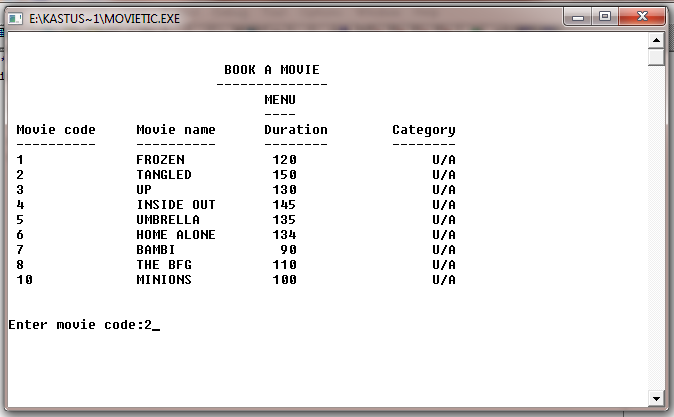 E:\KASTUS~1\MOVIETIC.EXE
BOOK A MOVIE
--------------
MENU
----
Movie code Movie name Duration Category
---------- ---------- -------- --------
1 FROZEN 120 U/A
2 TANGLED 150 U/A
3 UP 130 U/A
4 INSIDE OUT 145 U/A
5 UMBRELLA 135 U/A
6 HOME ALONE 134 U/A
7 BAMBI 90 U/A
8 THE BFG 110 U/A
10 MINIONS 100 U/A
Enter movie code:2_